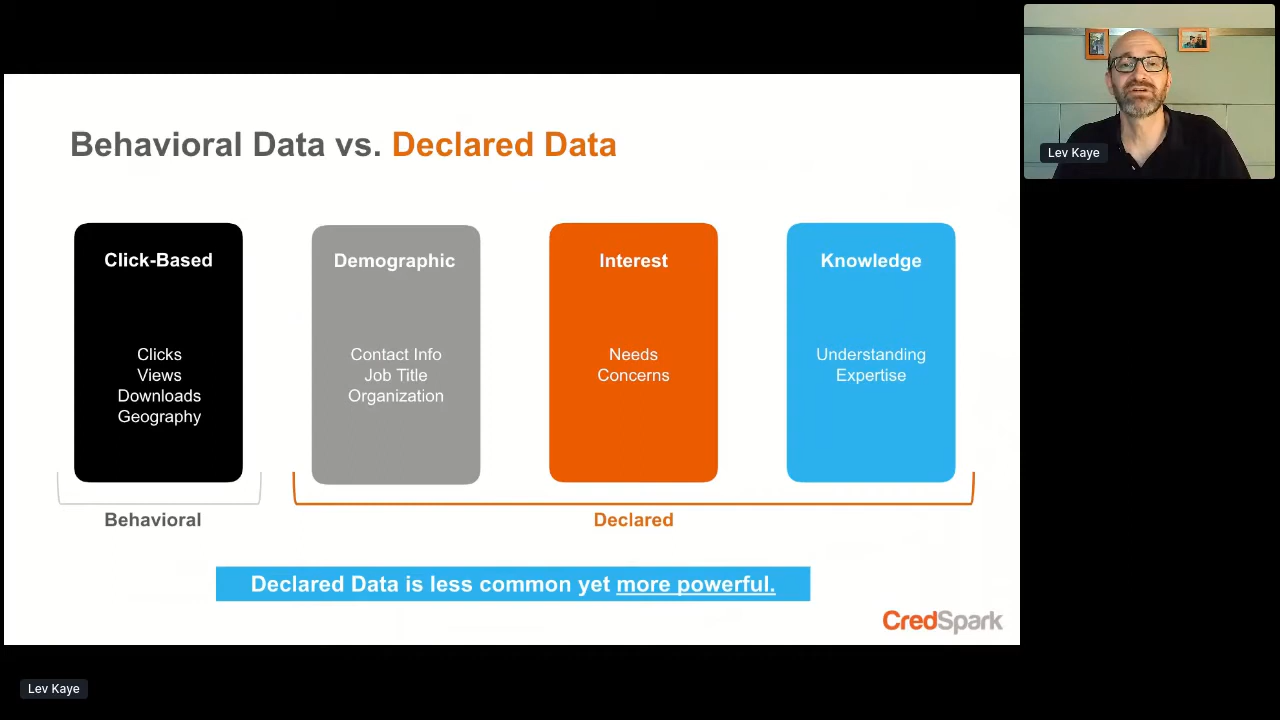 Behavioral Data vs. Declared Data
Click-Based
Clicks
Views
Downloads
Geography
Demographic
Contact Info
Job Title
Organization
Interest
Needs
Concerns
Knowledge
Understanding
Expertise
Behavioral
Declared
Declared Data is less common yet more powerful.
CredSpark
Lev Kaye
Lev Kaye